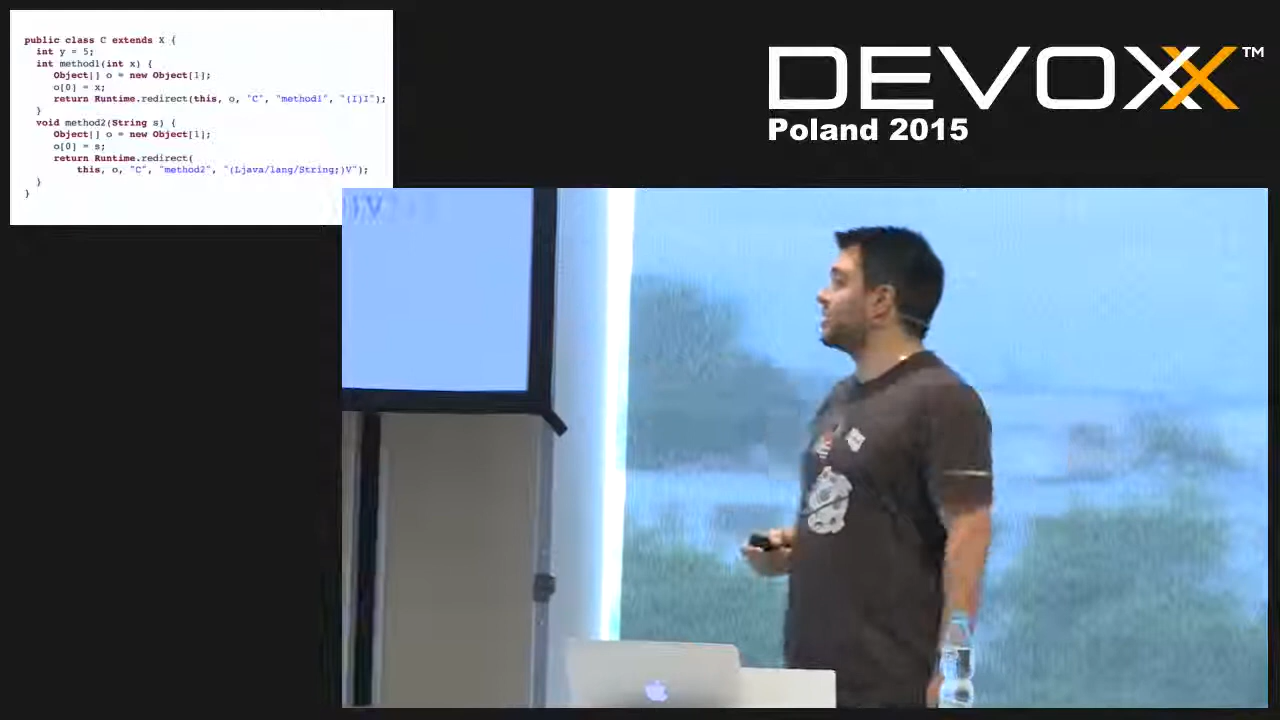 public class C extends X {
int y = 5;
int method1(int x) {
Object[] o = new Object[1];
o[0] = x;
return Runtime.redirect(this, o, "C", "method1", "(I)I");
}
void method2(String s) {
Object[] o = new Object[1];
o[0] = s;
return Runtime.redirect(
this, o, "C", "method2", "(Ljava/lang/String;)V");
}
}
DEVOXX™
Poland 2015
)V